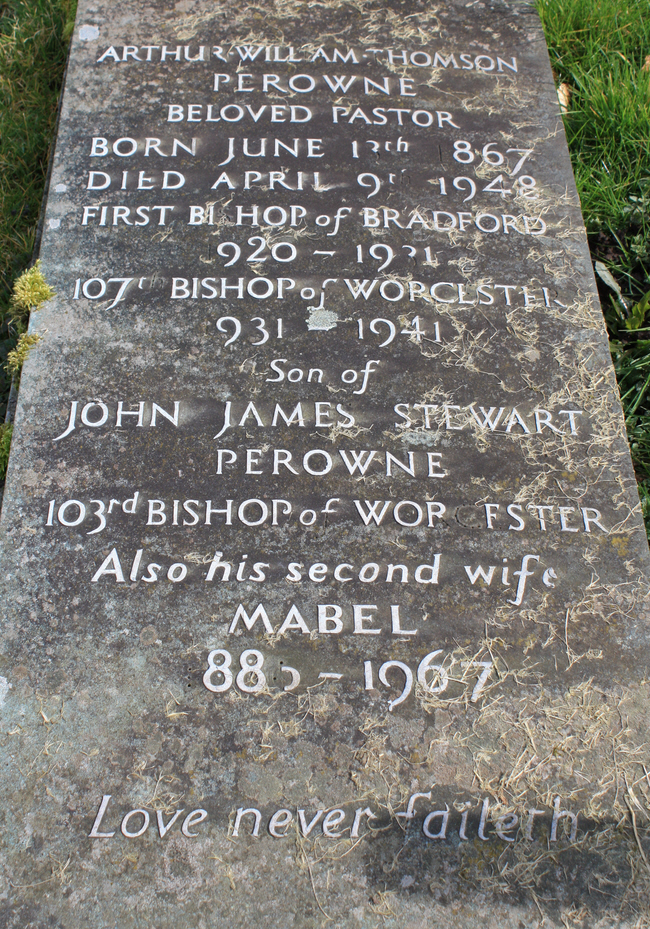 ARTHUR WILLIAM THOMSON
PEROWNE
BELOVED PASTOR
BORN JUNE 13th 1867
DIED APRIL 9th 1948
FIRST BISHOP of BRADFORD
1920 – 1931
107th BISHOP of WORCESTER
1931 – 1941
Son of
JOHN JAMES STEWART
PEROWNE
103rd BISHOP of WORCESTER
Also his second wife
MABEL
– 1967
Love never faileth